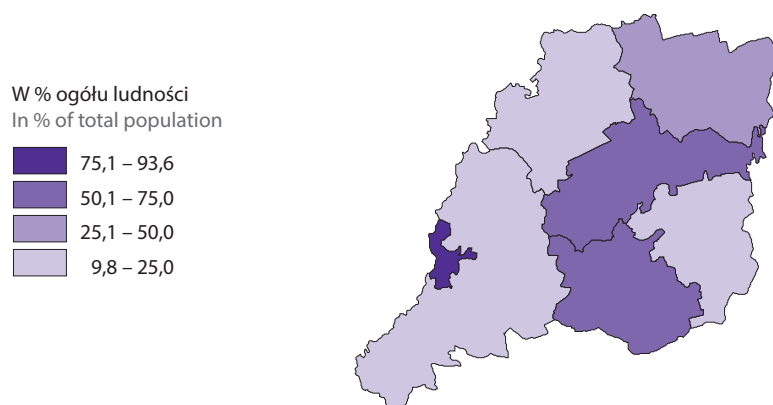 W % ogółu ludności
In % of total population
75,1 – 93,6
50,1 – 75,0
25,1 – 50,0
9,8 – 25,0